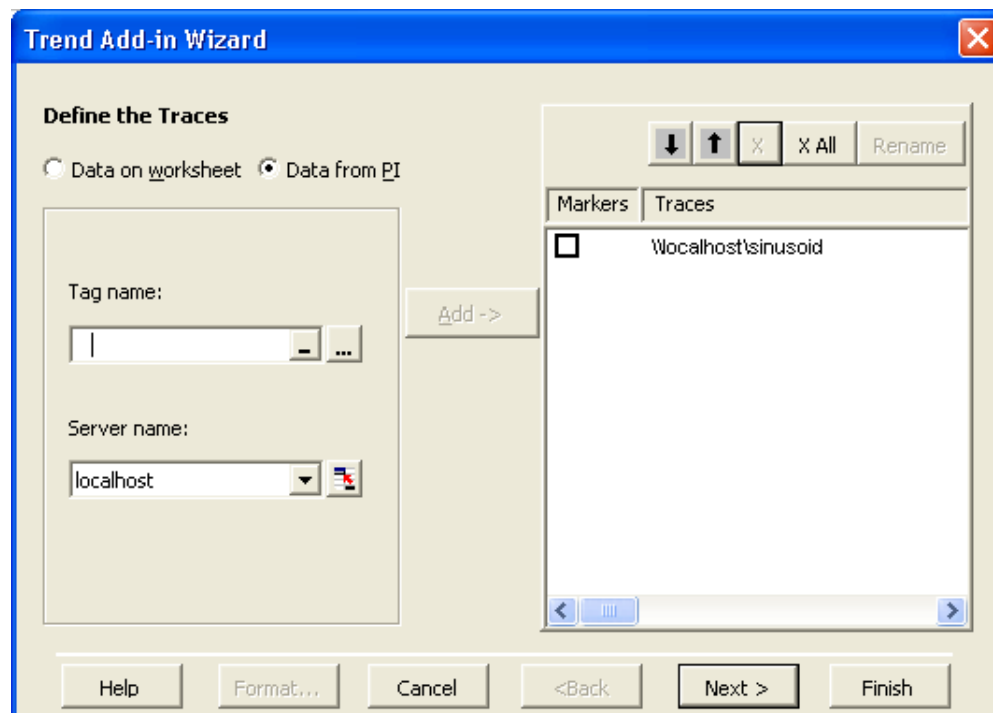 Trend Add-in Wizard
Define the Traces
Data on worksheet Data from PI
Tag name:
...
Server name:
localhost
Add ->
X X All Rename
Markers Traces
\\localhost\sinusoid
Help Format... Cancel <Back Next > Finish